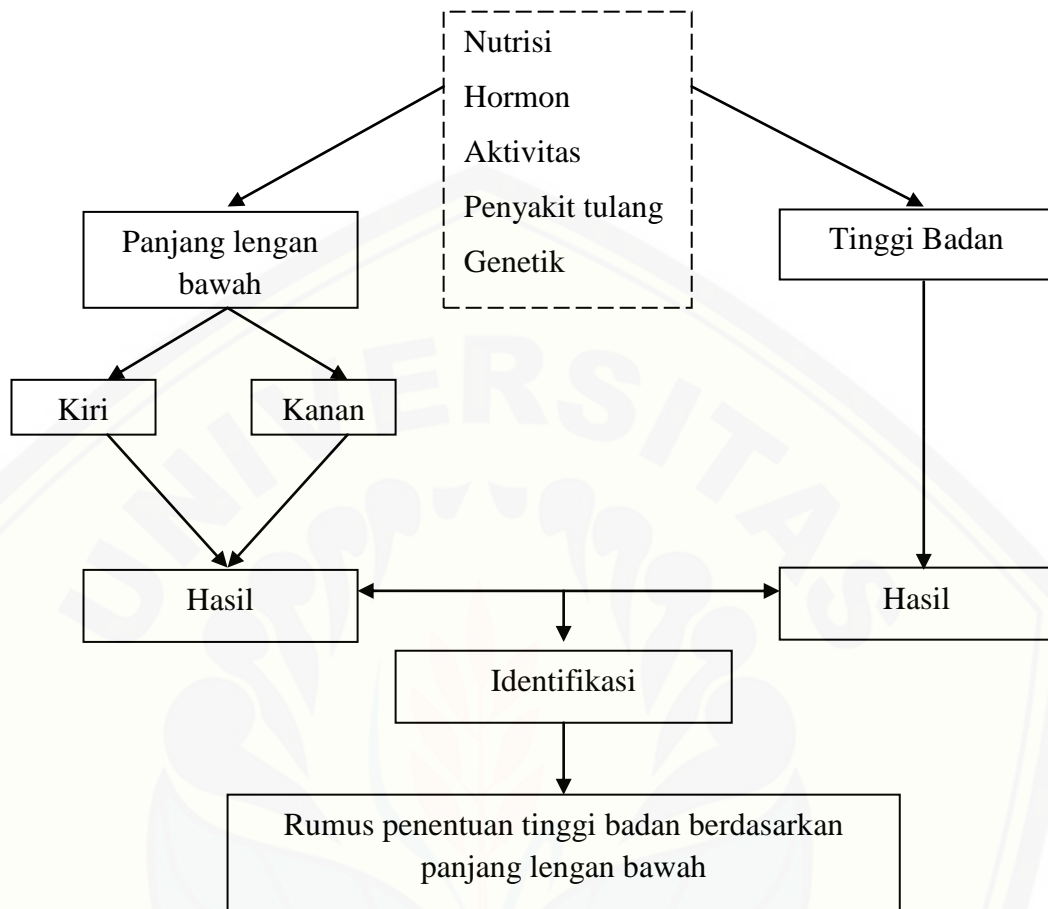 Nutrisi
Hormon
Aktivitas
Penyakit tulang
Genetik
Panjang lengan
bawah
Tinggi Badan
Kiri
Kanan
Hasil
Hasil
Identifikasi
Rumus penentuan tinggi badan berdasarkan
panjang lengan bawah
UNIVERSITAS